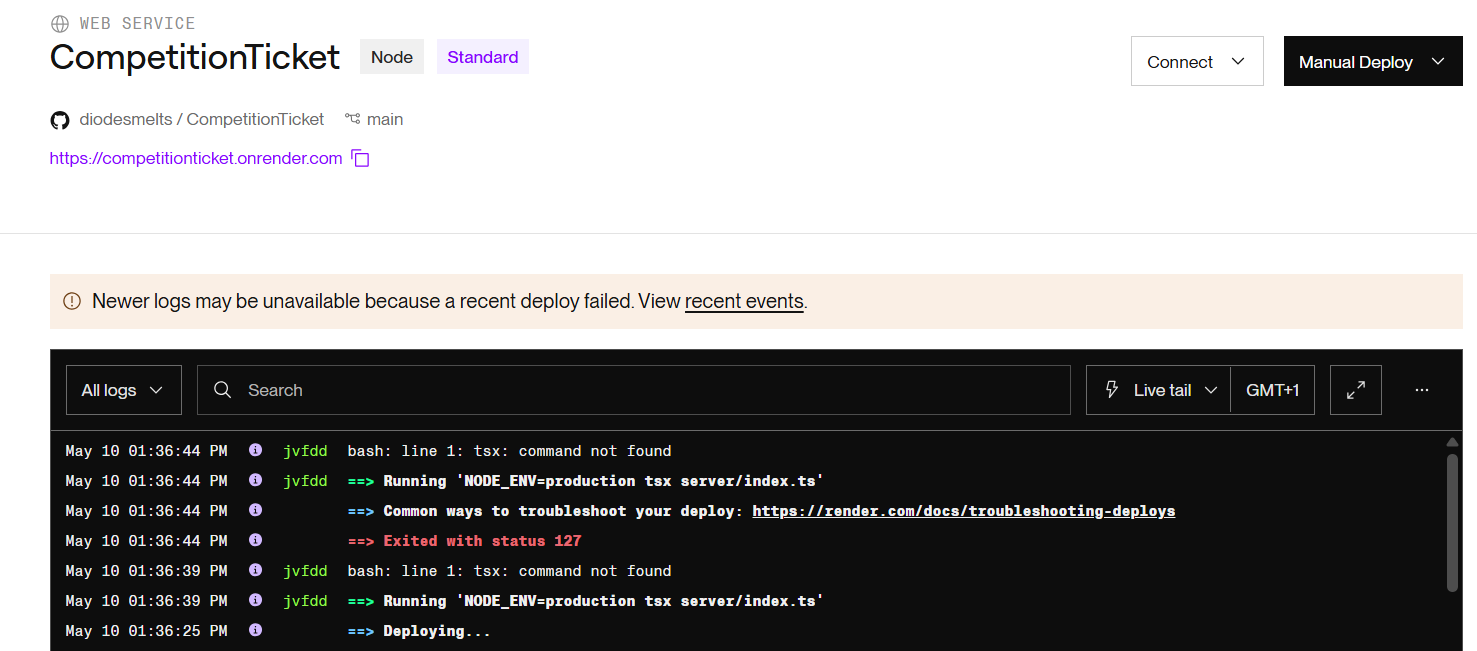 WEB SERVICE
CompetitionTicket Node Standard
Connect Manual Deploy
diodesmelts / CompetitionTicket main
https://competitionticket.onrender.com
Newer logs may be unavailable because a recent deploy failed. View recent events.
All logs Search Live tail GMT+1 ...
May 10 01:36:44 PM i jvfdd bash: line 1: tsx: command not found
May 10 01:36:44 PM i jvfdd ==> Running 'NODE_ENV=production tsx server/index.ts'
May 10 01:36:44 PM i ==> Common ways to troubleshoot your deploy: https://render.com/docs/troubleshooting-deploys
May 10 01:36:44 PM i ==> Exited with status 127
May 10 01:36:39 PM i jvfdd bash: line 1: tsx: command not found
May 10 01:36:39 PM i jvfdd ==> Running 'NODE_ENV=production tsx server/index.ts'
May 10 01:36:25 PM i ==> Deploying...